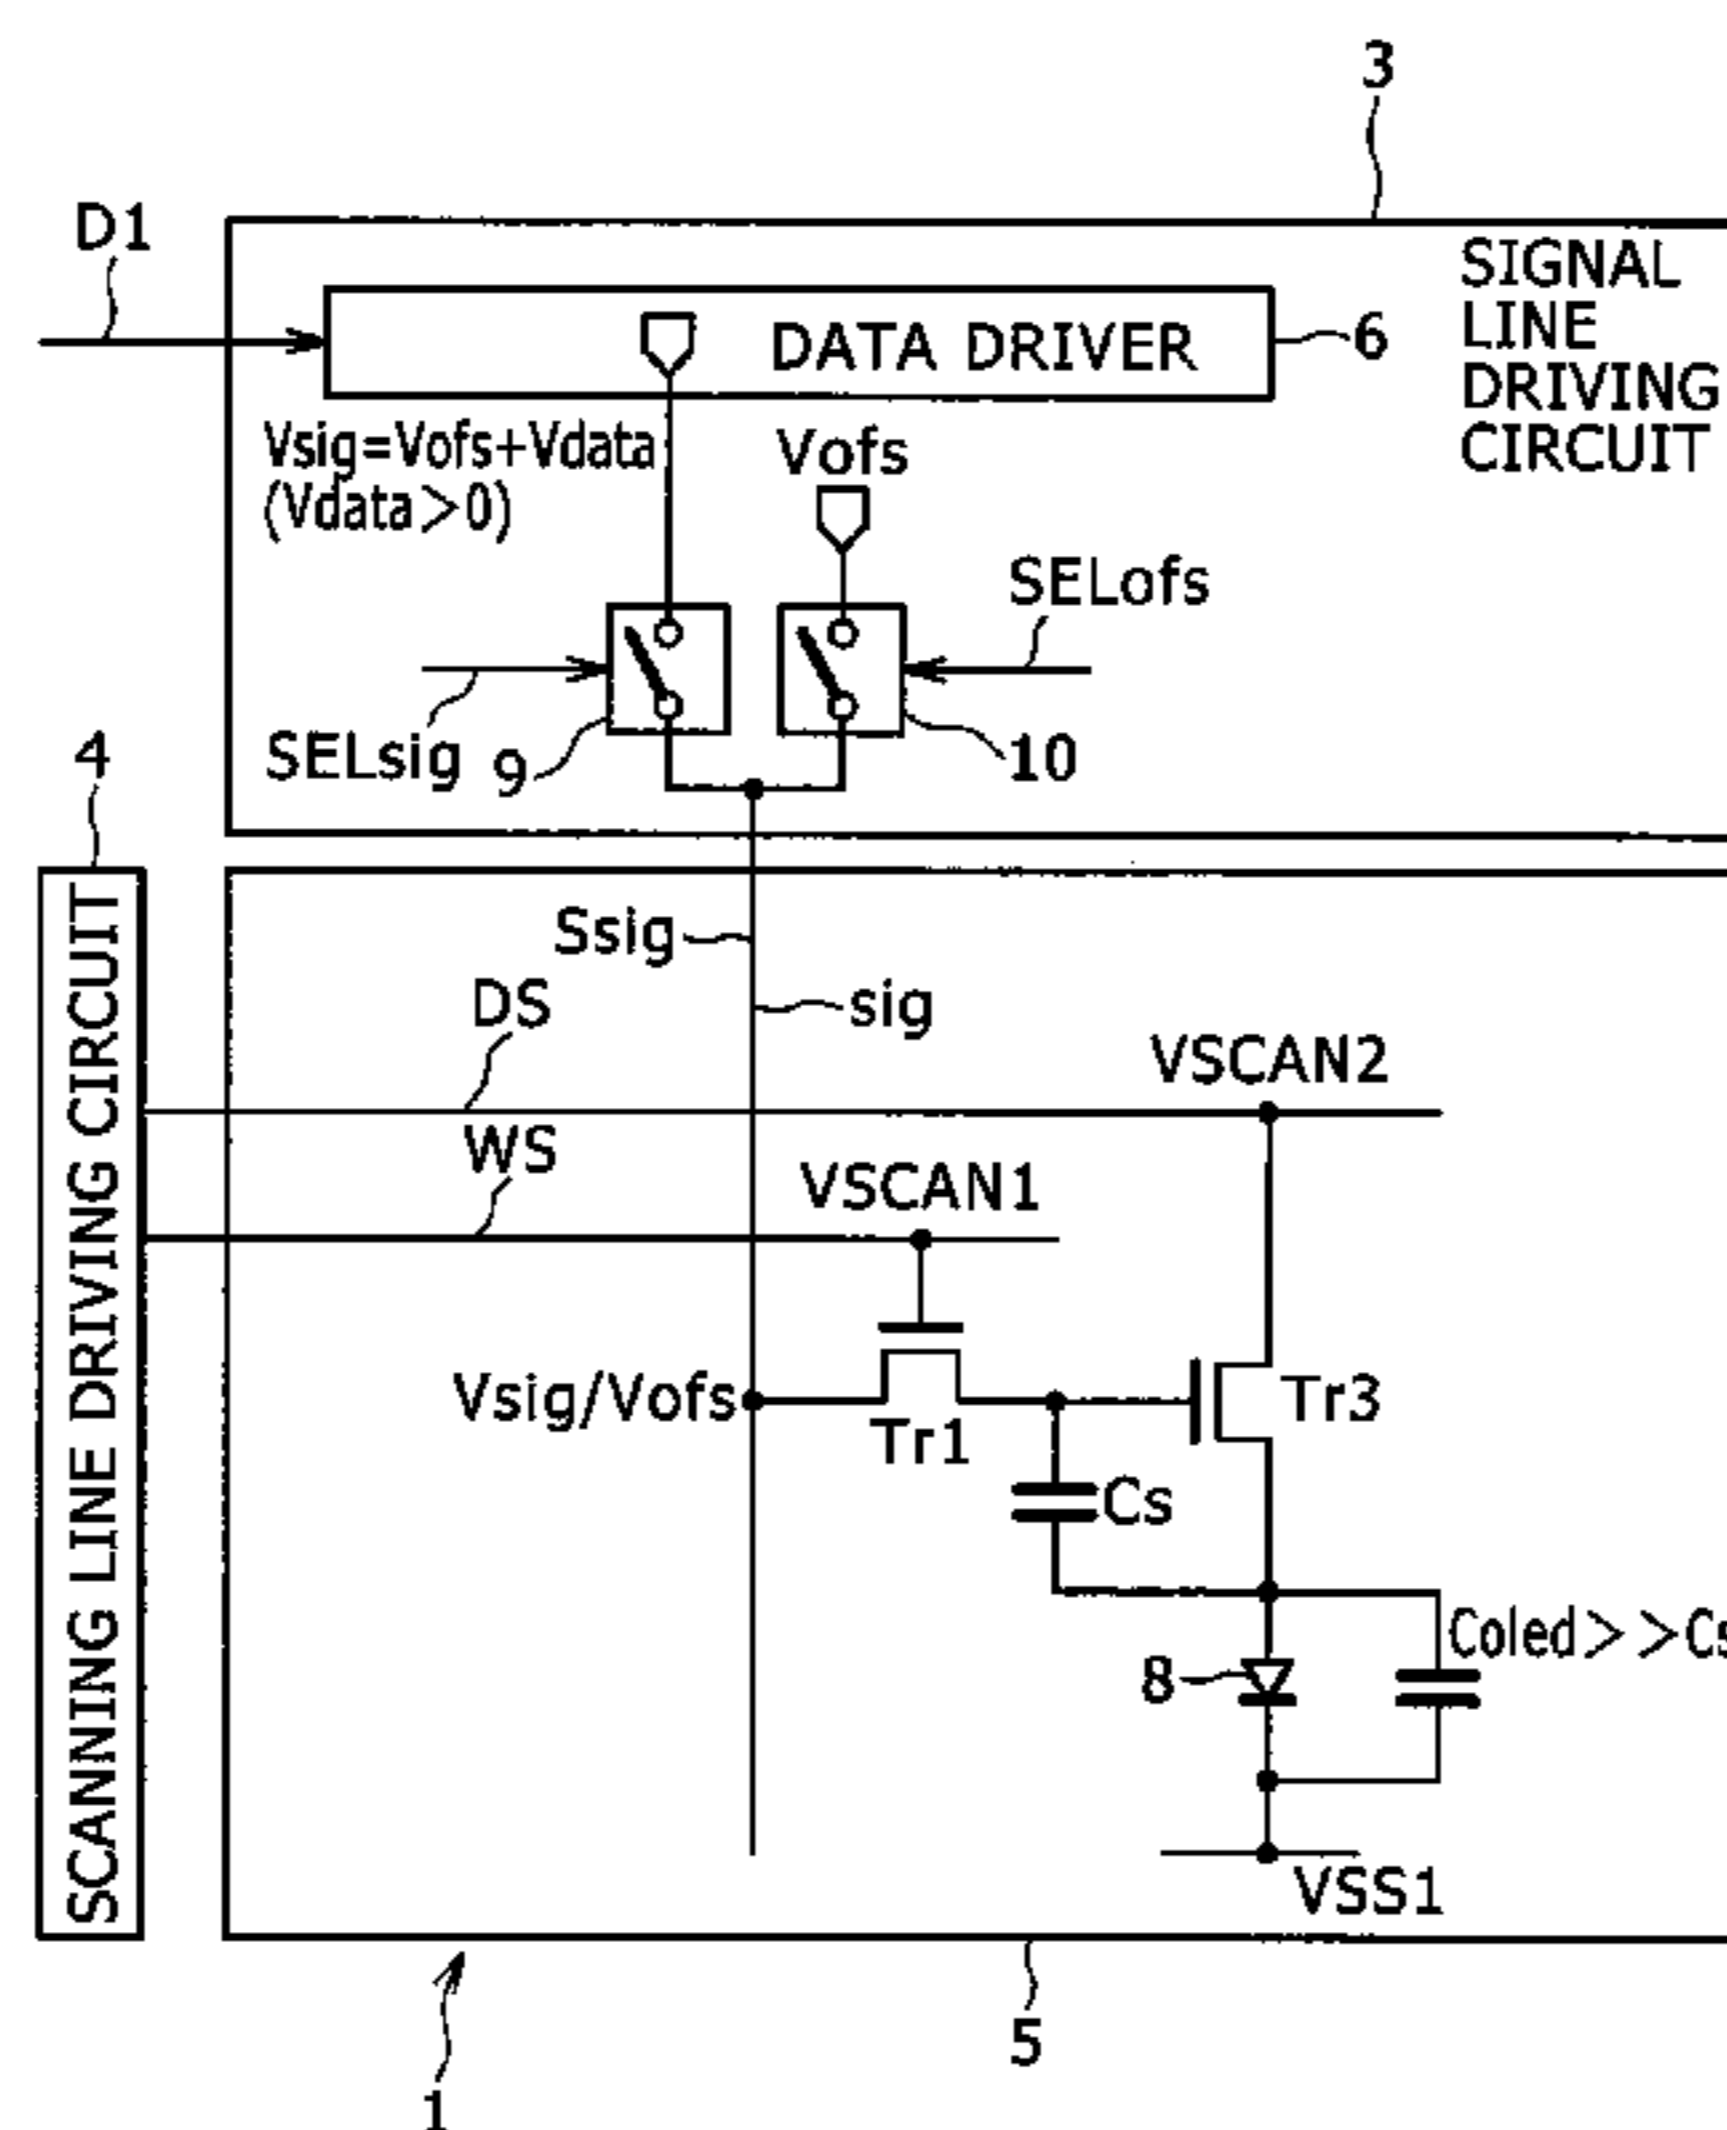 3
D1
SIGNAL
LINE
DRIVING
CIRCUIT
DATA DRIVER
6
Vsig=Vofs+Vdata
(Vdata>0)
Vofs
SELofs
SELsig
9
10
4
SCANNING LINE DRIVING CIRCUIT
Ssig
sig
DS
VSCAN2
WS
VSCAN1
Vsig/Vofs
Tr1
Tr3
Cs
Coled>>Cs
8
VSS1
5
1